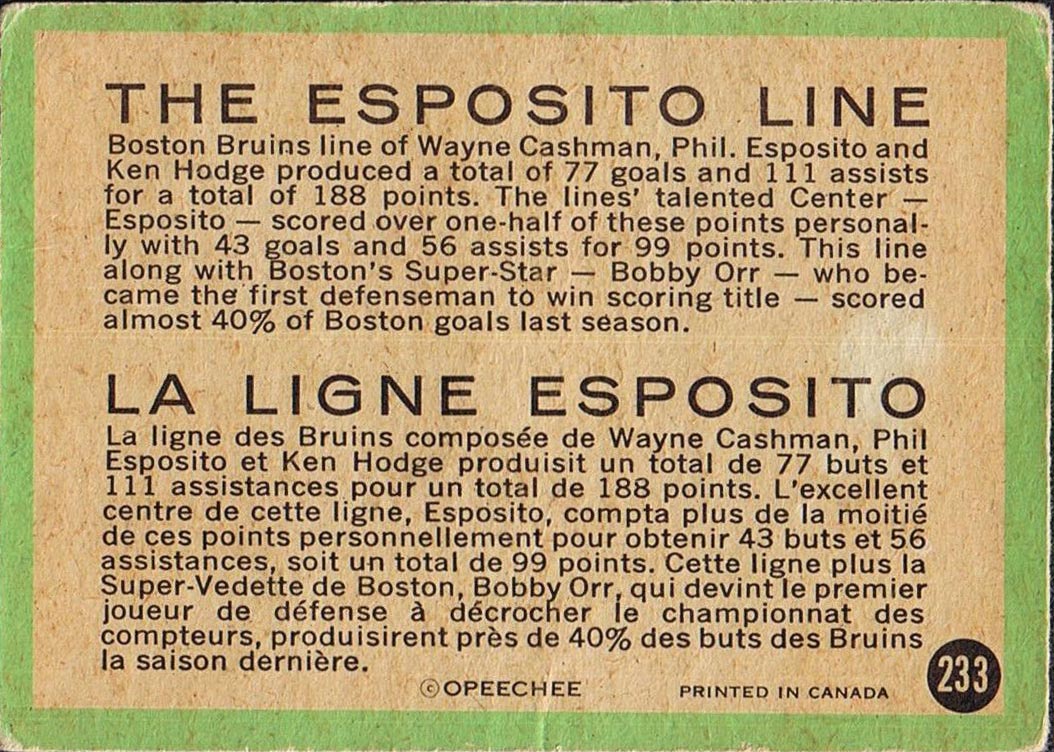 THE ESPOSITO LINE
Boston Bruins line of Wayne Cashman, Phil. Esposito and
Ken Hodge produced a total of 77 goals and 111 assists
for a total of 188 points. The lines' talented Center —
Esposito — scored over one-half of these points personal-
ly with 43 goals and 56 assists for 99 points. This line
along with Boston's Super-Star — Bobby Orr — who be-
came the first defenseman to win scoring title — scored
almost 40% of Boston goals last season.
LA LIGNE ESPOSITO
La ligne des Bruins composée de Wayne Cashman, Phil
Esposito et Ken Hodge produisit un total de 77 buts et
111 assistances pour un total de 188 points. L'excellent
centre de cette ligne, Esposito, compta plus de la moitié
de ces points personnellement pour obtenir 43 buts et 56
assistances, soit un total de 99 points. Cette ligne plus la
Super-Vedette de Boston, Bobby Orr, qui devint le premier
joueur de défense à décrocher le championnat des
compteurs, produisirent près de 40% des buts des Bruins
la saison dernière.
©OPEECHEE PRINTED IN CANADA 233